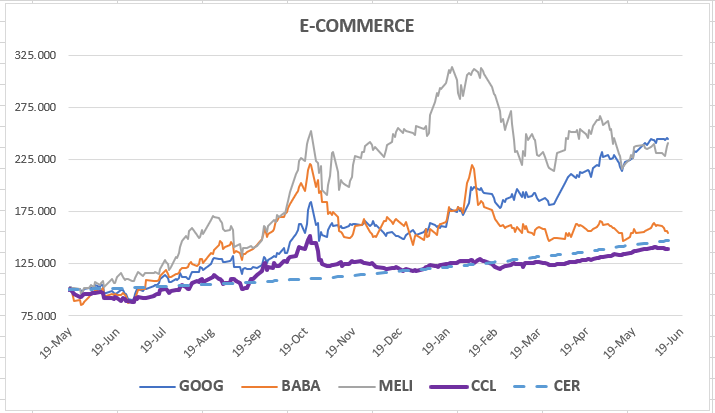 E-COMMERCE
325.000
275.000
225.000
175.000
125.000
75.000
19-May 19-Jun 19-Jul 19-Aug 19-Sep 19-Oct 19-Nov 19-Dec 19-Jan 19-Feb 19-Mar 19-Apr 19-May 19-Jun
GOOG BABA MELI CCL CER